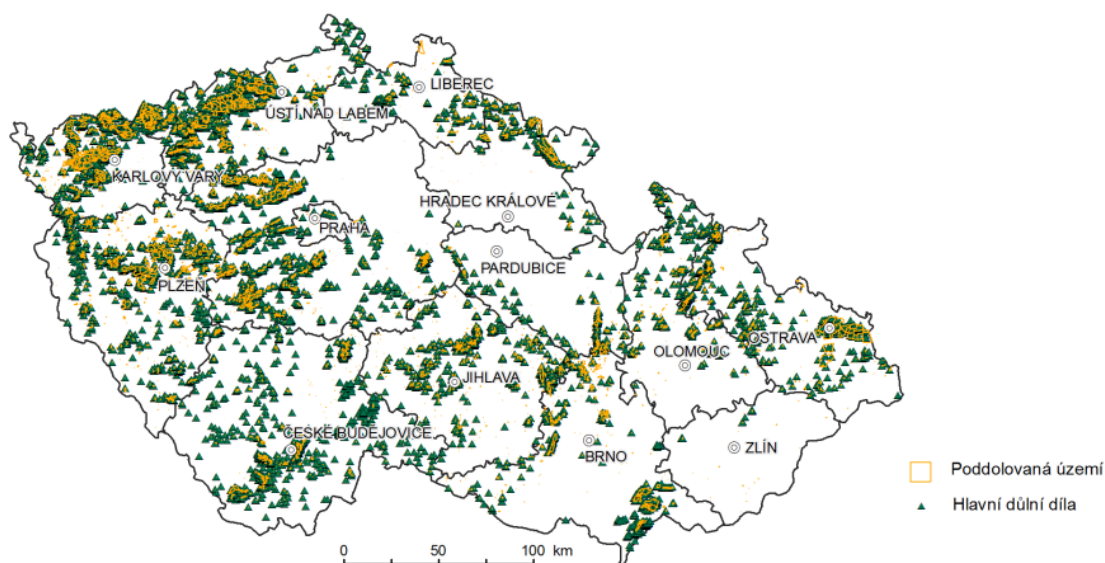 LIBEREC
ÚSTÍ NAD LABEM
KARLOVY VARY
HRADEC KRÁLOVÉ
PRAHA
PARDUBICE
PLZEŇ
OSTRAVA
OLOMOUC
JIHLAVA
ČESKÉ BUDĚJOVICE
BRNO
ZLÍN
Poddolovaná území
Hlavní důlní díla
0 50 100 km